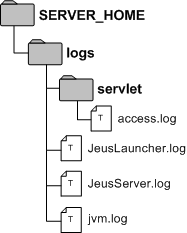 SERVER_HOME
logs
servlet
T access.log
T JeusLauncher.log
T JeusServer.log
T jvm.log